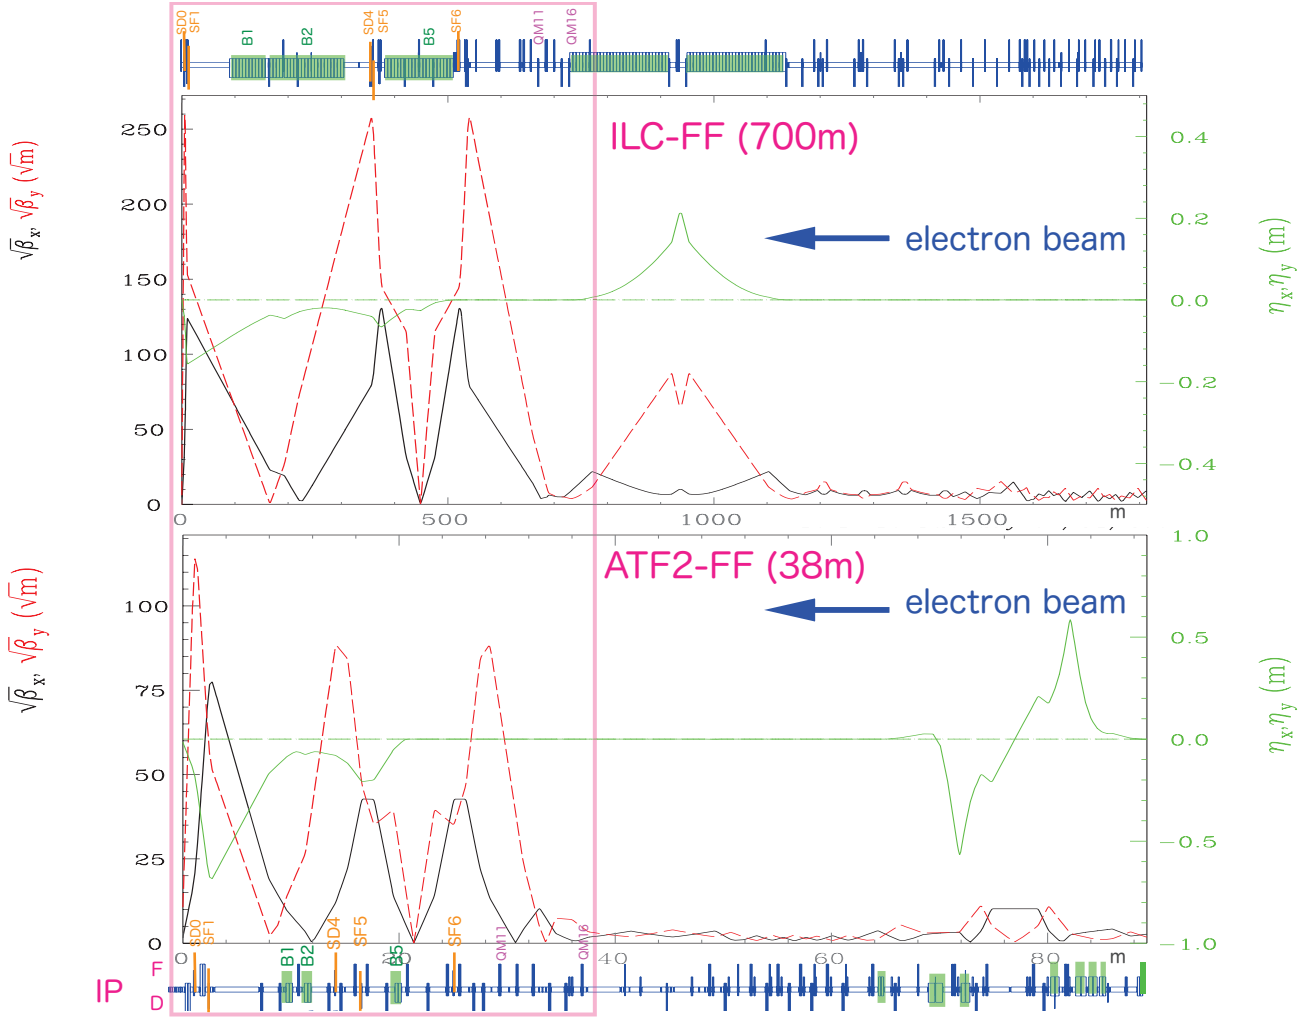 SD0 SF1 B1 B2 SD4 SF5 B5 SF6 QM11 QM16
ILC-FF (700m)
electron beam
√βx, √βy (√m)
250
200
150
100
50
0
0.4
0.2
0.0
−0.2
−0.4
ηx,ηy (m)
0 500 1000 1500 m
ATF2-FF (38m)
electron beam
√βx, √βy (√m)
100
75
50
25
0
1.0
0.5
0.0
−0.5
−1.0
ηx,ηy (m)
0 20 40 60 80 m
SD0 SF1 B1 B2 SD4 SF5 B5 SF6 QM11 QM16
F
IP
D